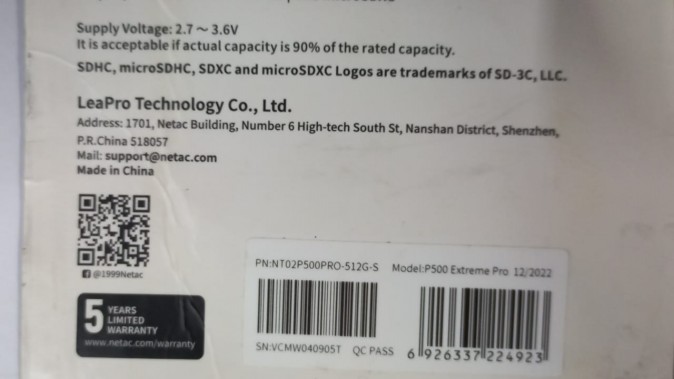 Supply Voltage: 2.7 ～ 3.6V
It is acceptable if actual capacity is 90% of the rated capacity.
SDHC, microSDHC, SDXC and microSDXC Logos are trademarks of SD-3C, LLC.
LeaPro Technology Co., Ltd.
Address: 1701, Netac Building, Number 6 High-tech South St, Nanshan District, Shenzhen,
P.R.China 518057
Mail: support@netac.com
Made in China
@1999Netac
5 YEARS
LIMITED
WARRANTY
www.netac.com/warranty
PN:NT02P500PRO-512G-S Model:P500 Extreme Pro 12/2022
SN:VCMW040905T QC PASS 6 926337 224923